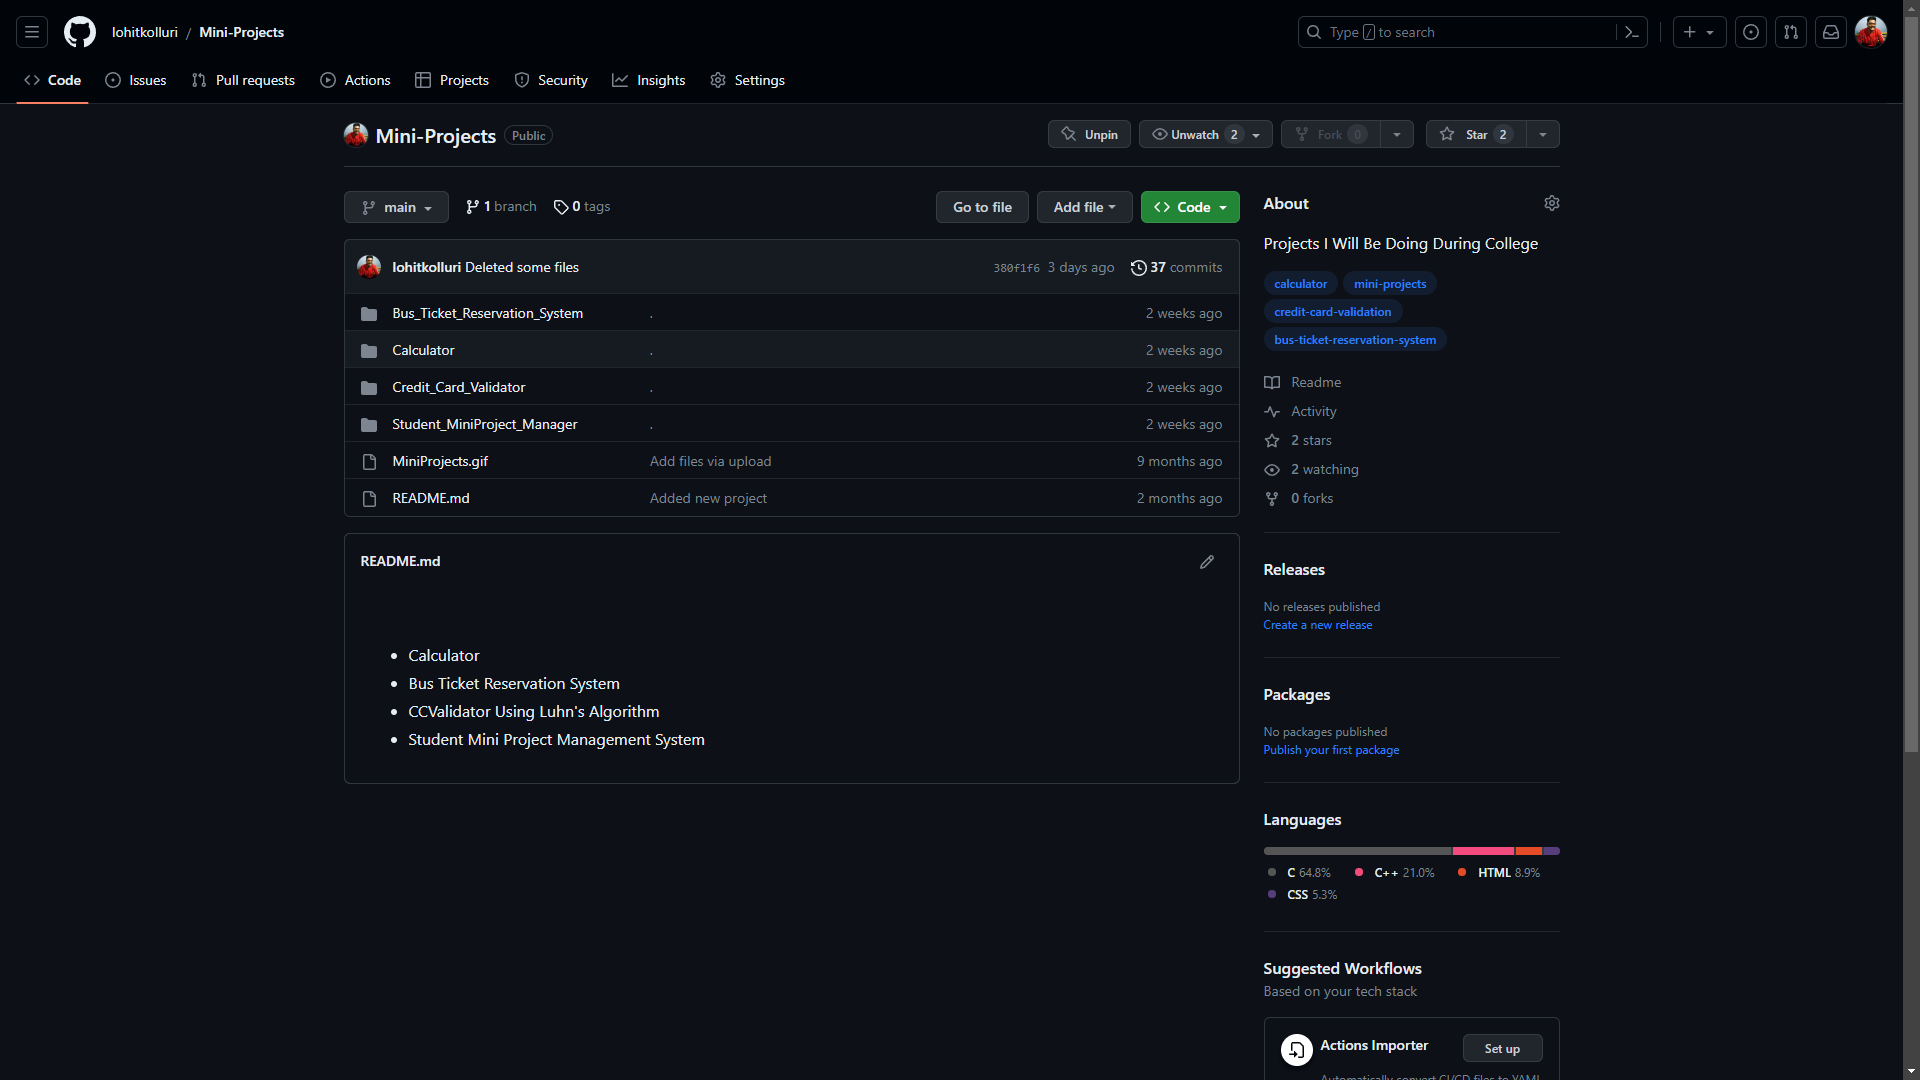 lohitkolluri / Mini-Projects
Type / to search
Code Issues Pull requests Actions Projects Security Insights Settings
Mini-Projects Public
Unpin Unwatch 2 Fork 0 Star 2
main 1 branch 0 tags Go to file Add file Code
lohitkolluri Deleted some files 380f1f6 3 days ago 37 commits
Bus_Ticket_Reservation_System . 2 weeks ago
Calculator . 2 weeks ago
Credit_Card_Validator . 2 weeks ago
Student_MiniProject_Manager . 2 weeks ago
MiniProjects.gif Add files via upload 9 months ago
README.md Added new project 2 months ago
README.md
• Calculator
• Bus Ticket Reservation System
• CCValidator Using Luhn's Algorithm
• Student Mini Project Management System
About
Projects I Will Be Doing During College
calculator mini-projects
credit-card-validation
bus-ticket-reservation-system
Readme
Activity
2 stars
2 watching
0 forks
Releases
No releases published
Create a new release
Packages
No packages published
Publish your first package
Languages
C 64.8% C++ 21.0% HTML 8.9%
CSS 5.3%
Suggested Workflows
Based on your tech stack
Actions Importer Set up
Automatically convert CI/CD files to YAML